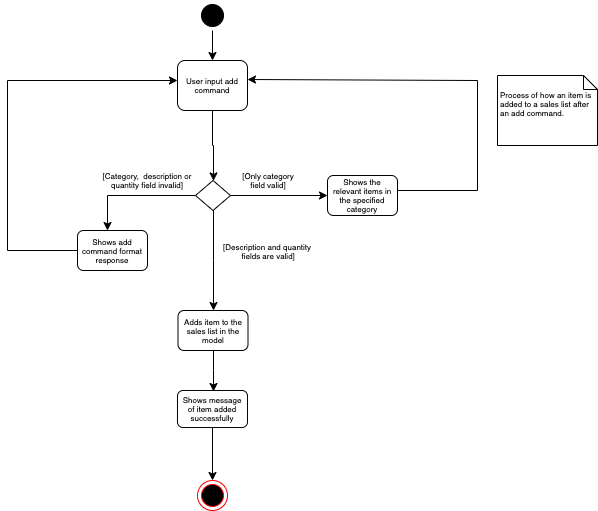 User input add
command
Process of how an item is
added to a sales list after
an add command.
[Category,  description or
quantity field invalid]
[Only category
field valid]
Shows the
relevant items in
the specified
category
Shows add
command format
response
[Description and quantity
fields are valid]
Adds item to the
sales list in the
model
Shows message
of item added
successfully